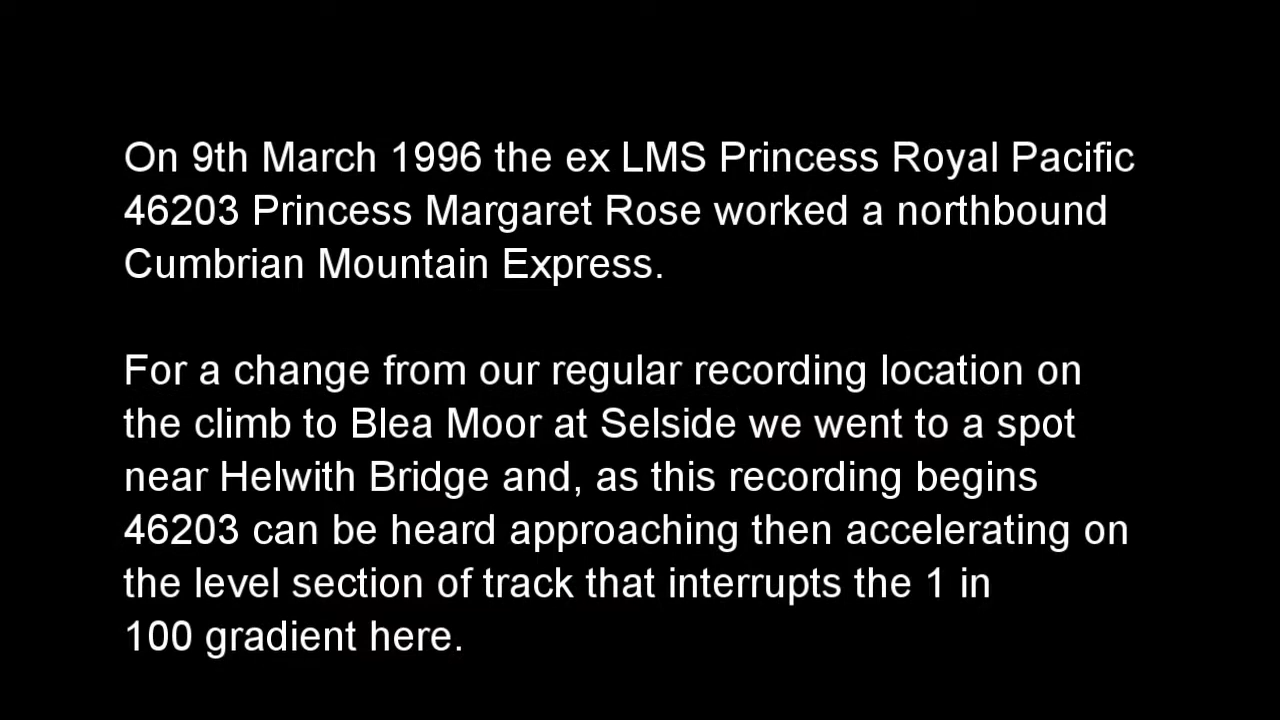 On 9th March 1996 the ex LMS Princess Royal Pacific
46203 Princess Margaret Rose worked a northbound
Cumbrian Mountain Express.
For a change from our regular recording location on
the climb to Blea Moor at Selside we went to a spot
near Helwith Bridge and, as this recording begins
46203 can be heard approaching then accelerating on
the level section of track that interrupts the 1 in
100 gradient here.